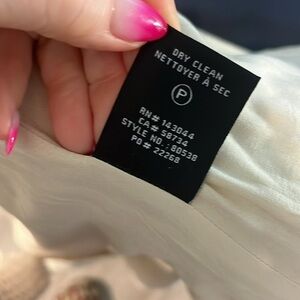 DRY CLEAN
NETTOYER À SEC
P
RN# 143044
CA# 58734
STYLE NO.: 80538
PO# 22268